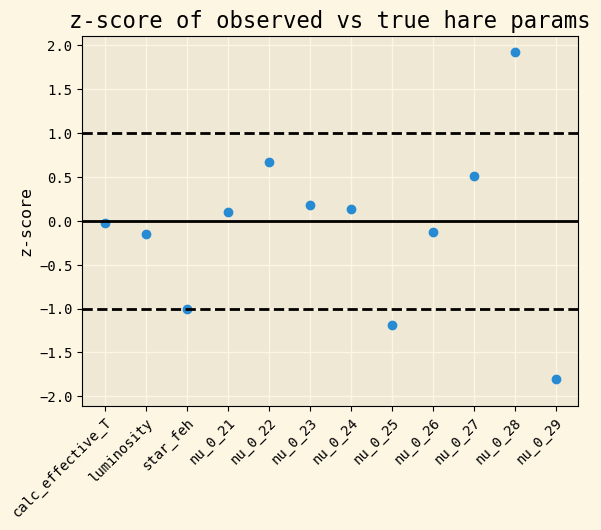 z-score of observed vs true hare params
z-score
2.0
1.5
1.0
0.5
0.0
−0.5
−1.0
−1.5
−2.0
calc_effective_T
luminosity
star_feh
nu_0_21
nu_0_22
nu_0_23
nu_0_24
nu_0_25
nu_0_26
nu_0_27
nu_0_28
nu_0_29